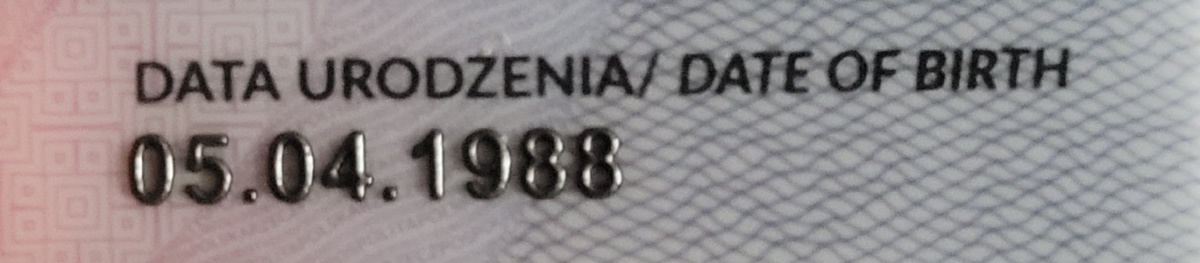 DATA URODZENIA/ DATE OF BIRTH
05.04.1988